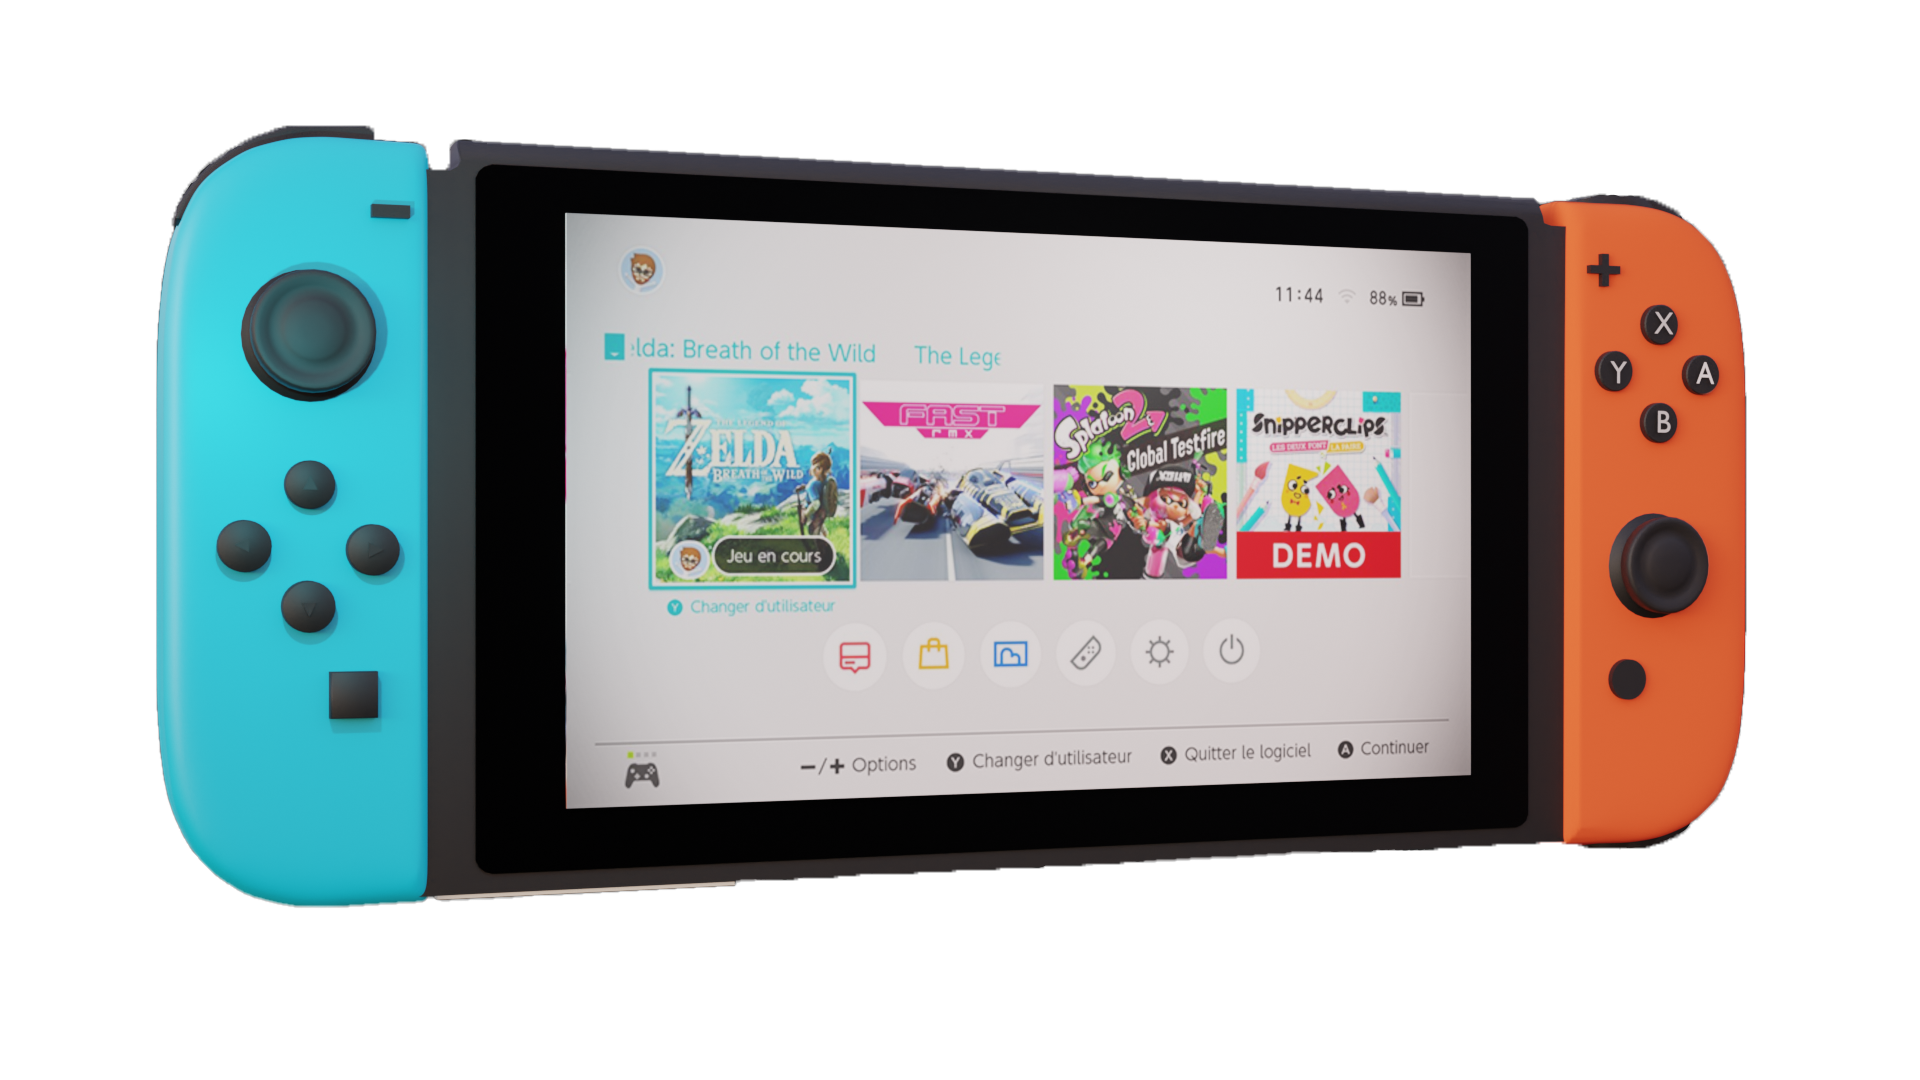 11:44 88%
elda: Breath of the Wild The Lege
THE LEGEND OF
ZELDA
BREATH OF THE WILD
Jeu en cours
FAST
rmx
Splatoon 2
Global Testfire
SNIPPERCLIPS
LES DEUX FONT LA PAIRE
DEMO
Y Changer d'utilisateur
-/+ Options Y Changer d'utilisateur X Quitter le logiciel A Continuer
X
Y A
B